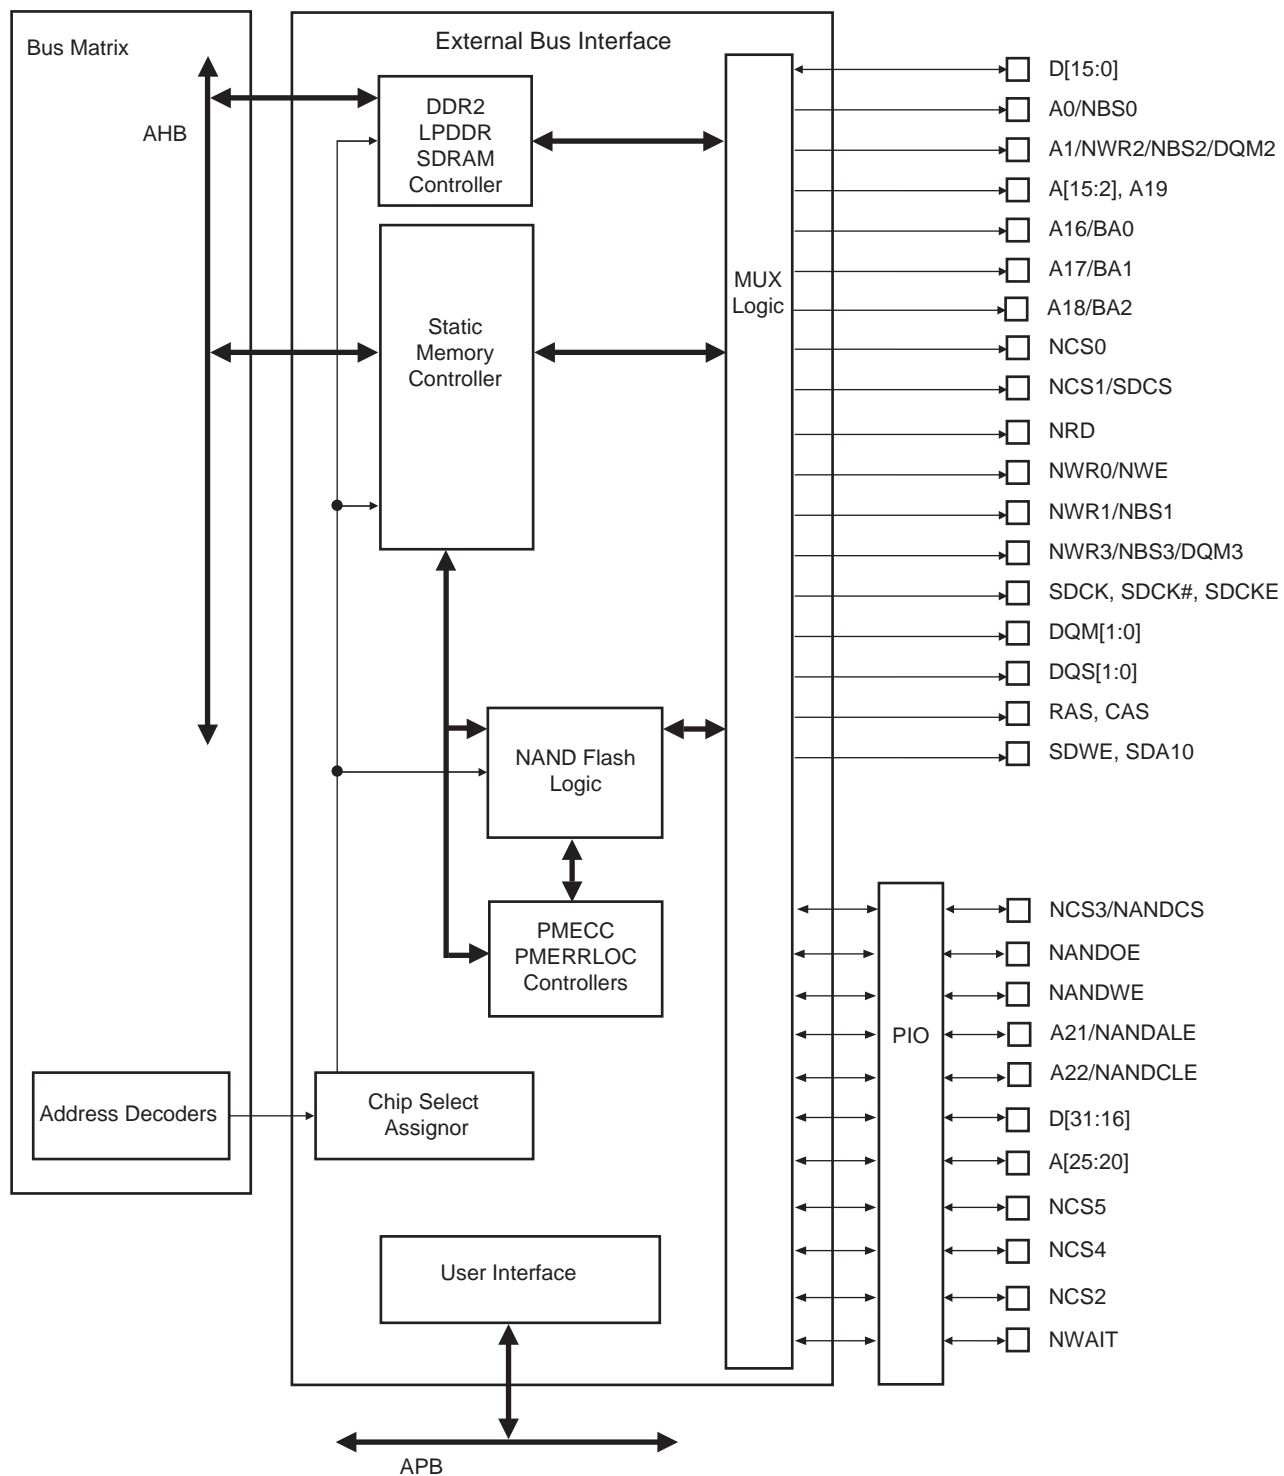 Bus Matrix
External Bus Interface
AHB
DDR2
LPDDR
SDRAM
Controller
Static
Memory
Controller
NAND Flash
Logic
PMECC
PMERRLOC
Controllers
Address Decoders
Chip Select
Assignor
User Interface
APB
MUX
Logic
PIO
D[15:0]
A0/NBS0
A1/NWR2/NBS2/DQM2
A[15:2], A19
A16/BA0
A17/BA1
A18/BA2
NCS0
NCS1/SDCS
NRD
NWR0/NWE
NWR1/NBS1
NWR3/NBS3/DQM3
SDCK, SDCK#, SDCKE
DQM[1:0]
DQS[1:0]
RAS, CAS
SDWE, SDA10
NCS3/NANDCS
NANDOE
NANDWE
A21/NANDALE
A22/NANDCLE
D[31:16]
A[25:20]
NCS5
NCS4
NCS2
NWAIT